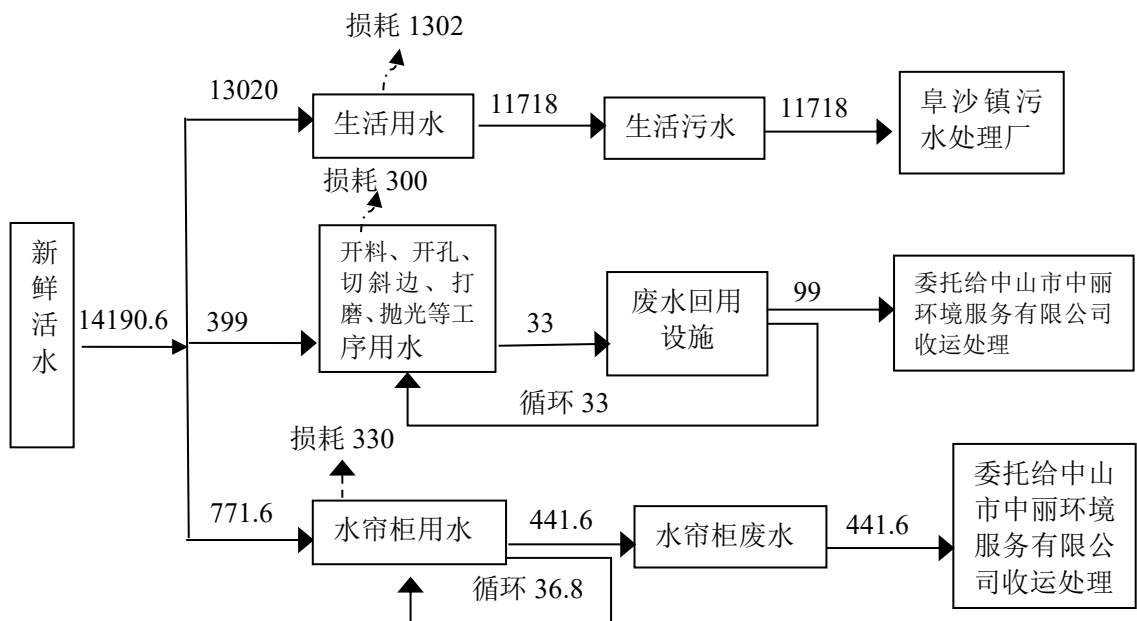 损耗 1302
13020
生活用水
11718
生活污水
11718
阜沙镇污
水处理厂
损耗 300
新
鲜
活
水
14190.6
399
开料、开孔、
切斜边、打
磨、抛光等工
序用水
33
废水回用
设施
99
委托给中山市中丽
环境服务有限公司
收运处理
循环 33
损耗 330
771.6
水帘柜用水
441.6
水帘柜废水
441.6
委托给中山
市中丽环境
服务有限公
司收运处理
循环 36.8